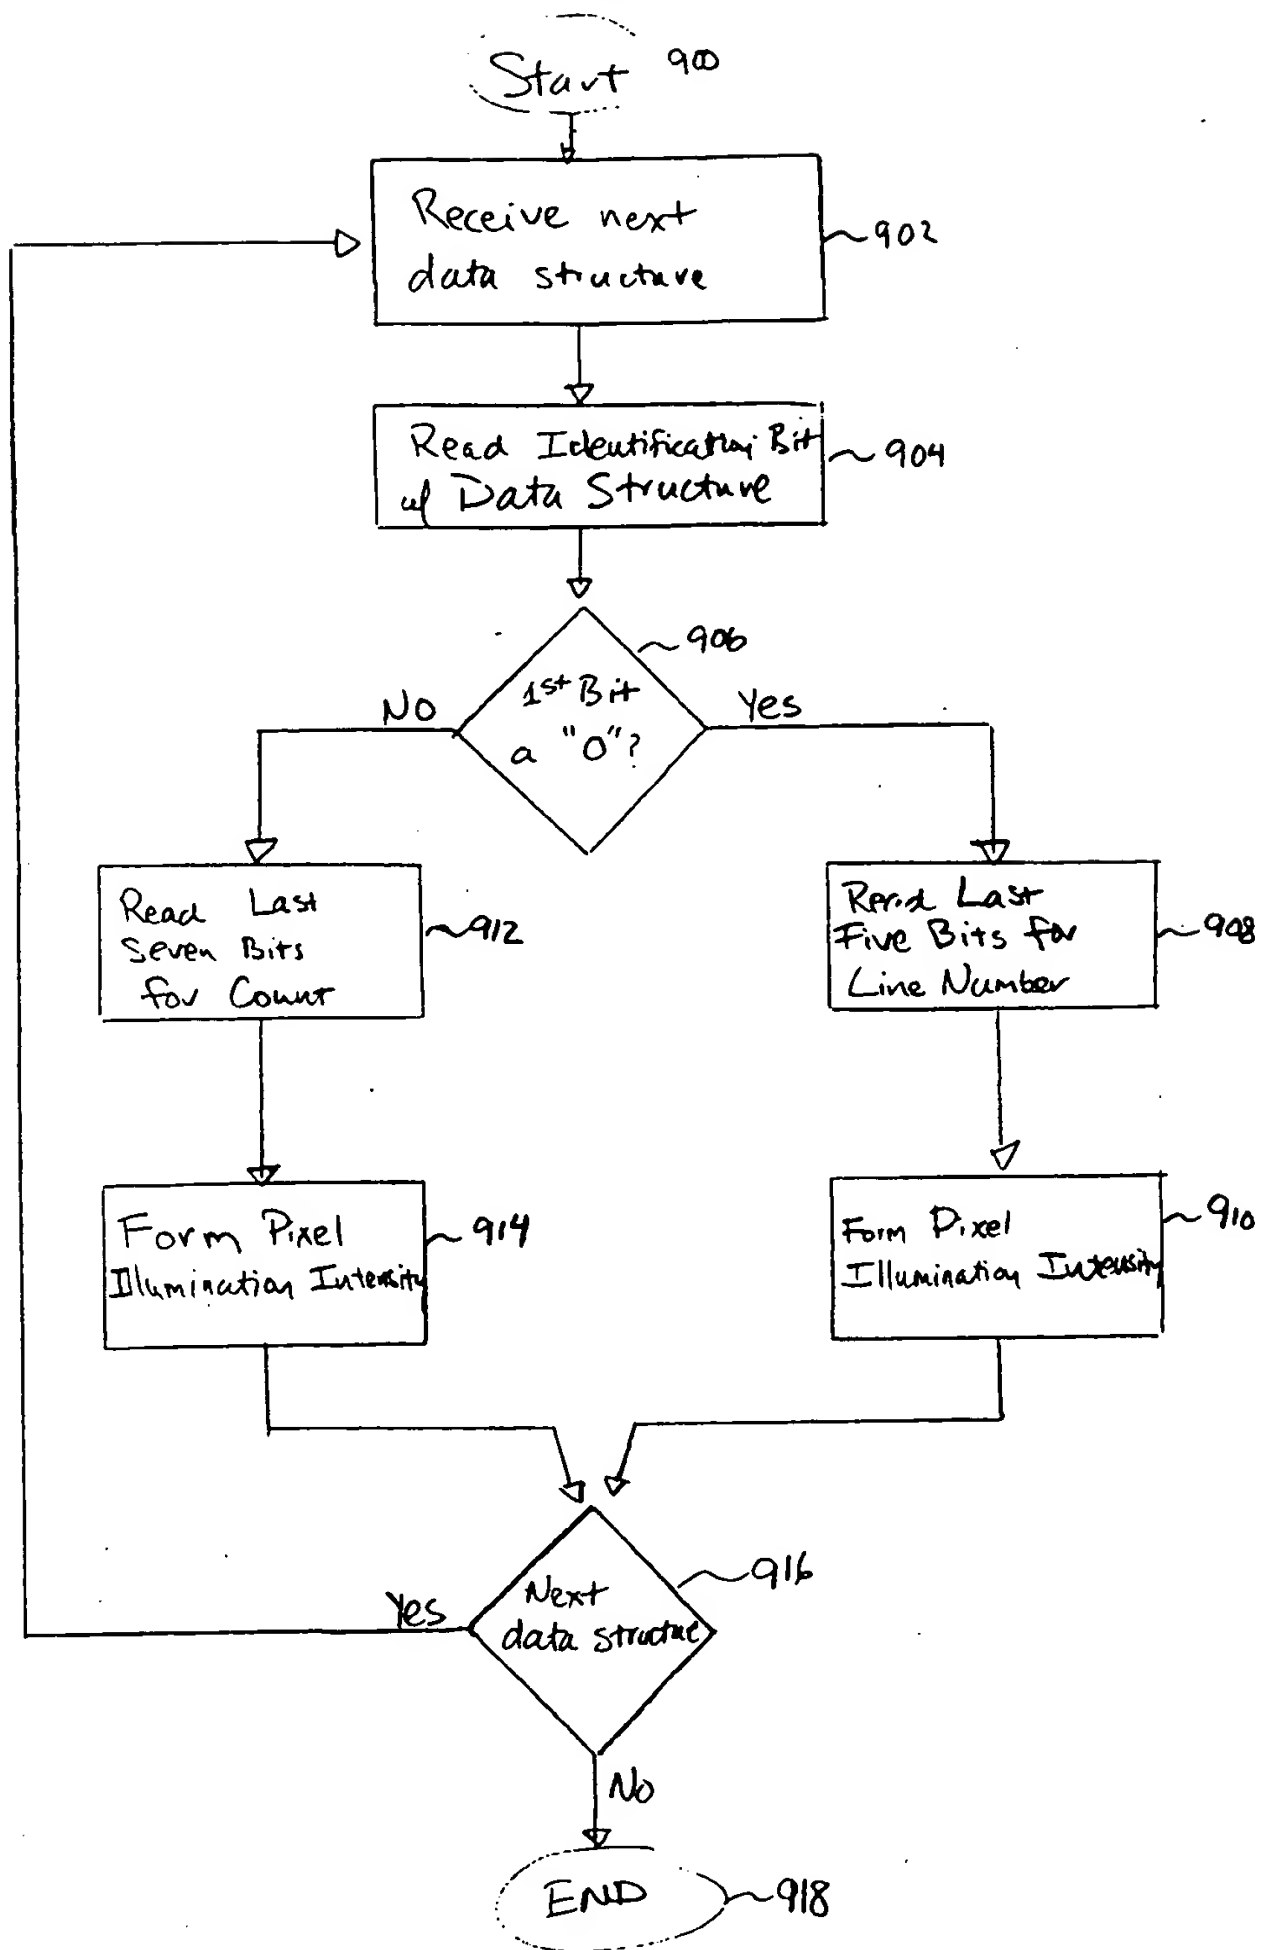 Start 900
Receive next
data structure
902
Read Identification Bit
w/ Data Structure
904
906
1st Bit
a "0"?
No
Yes
Read Last
Seven Bits
for Count
912
Read Last
Five Bits for
Line Number
908
Form Pixel
Illumination Intensity
914
Form Pixel
Illumination Intensity
910
916
Next
data structure
Yes
No
END
918